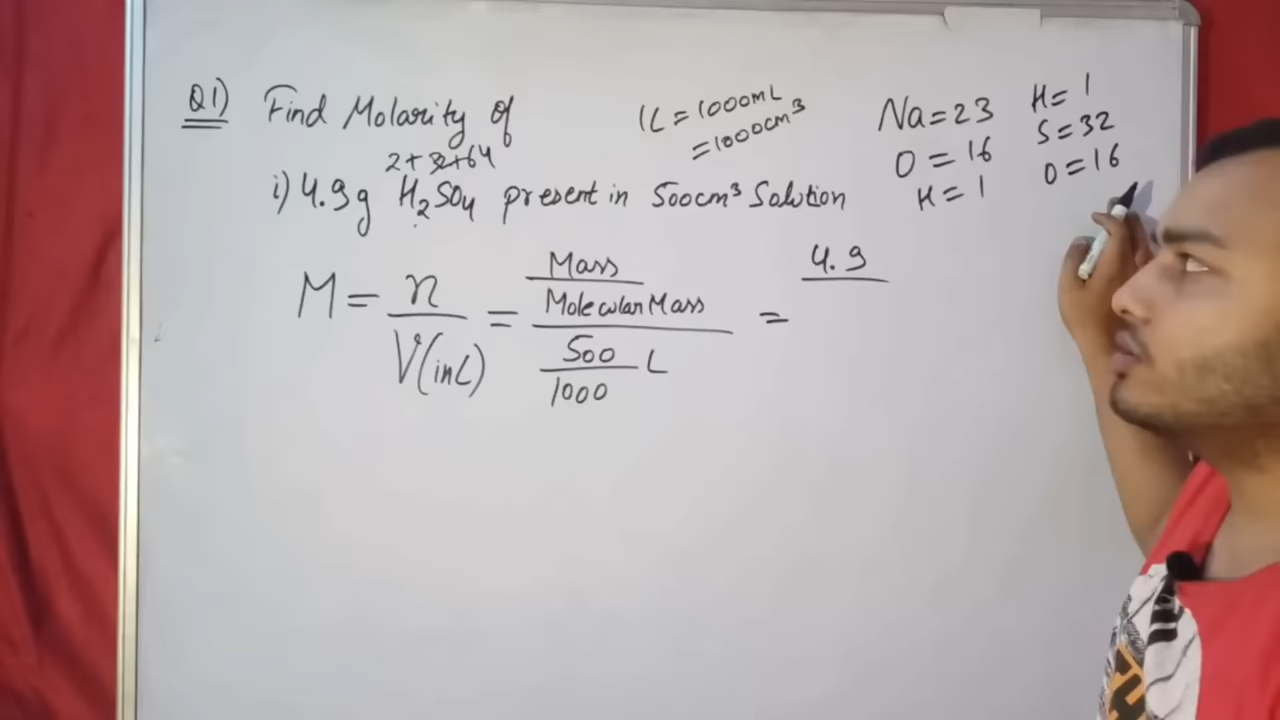 Q1) Find Molarity of
1L = 1000mL
= 1000cm³
Na = 23
O = 16
H = 1
H = 1
S = 32
O = 16
2+32+64
i) 4.9g H₂SO₄ present in 500cm³ Solution
M = n / V(in L) = (Mass / Molecular Mass) / (500 / 1000 L) = 4.9